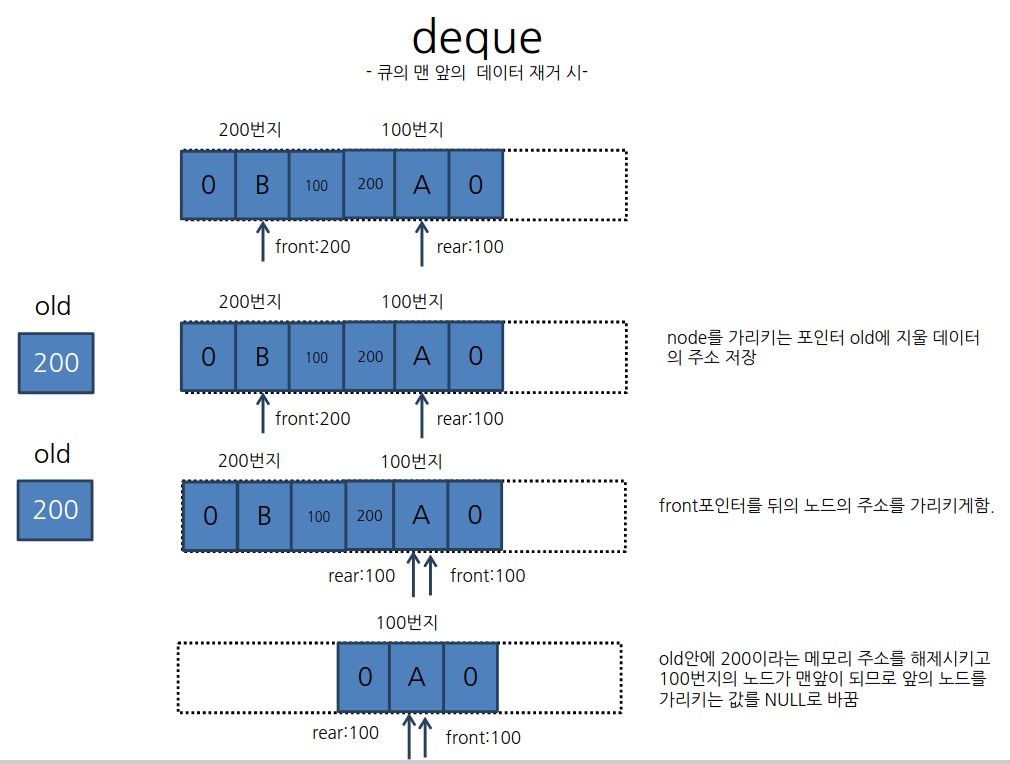 deque
- 큐의 맨 앞의 데이터 재거 시-
200번지 100번지
0 B 100 200 A 0
front:200 rear:100
old
200
200번지 100번지
0 B 100 200 A 0
front:200 rear:100
node를 가리키는 포인터 old에 지울 데이터
의 주소 저장
old
200
200번지 100번지
0 B 100 200 A 0
rear:100 front:100
front포인터를 뒤의 노드의 주소를 가리키게함.
100번지
0 A 0
rear:100 front:100
old안에 200이라는 메모리 주소를 해제시키고
100번지의 노드가 맨앞이 되므로 앞의 노드를
가리키는 값를 NULL로 바꿈